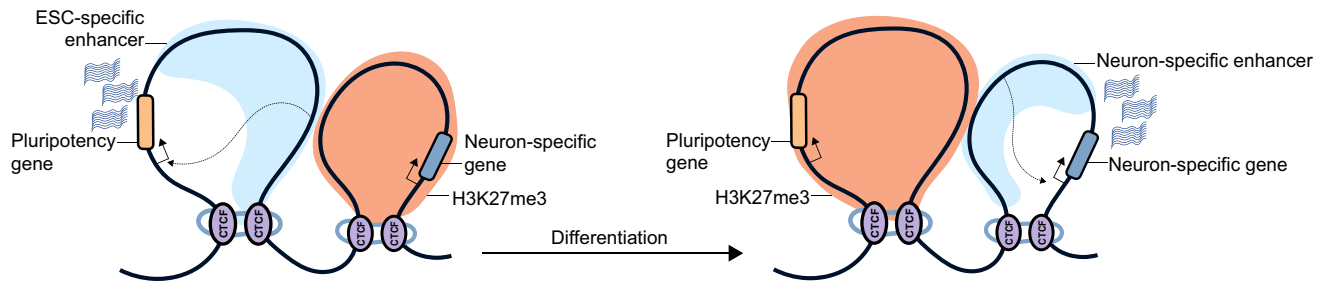 ESC-specific
enhancer
Pluripotency
gene
CTCF
CTCF
CTCF
CTCF
Neuron-specific
gene
H3K27me3
Differentiation
Pluripotency
gene
H3K27me3
CTCF
CTCF
CTCF
CTCF
Neuron-specific enhancer
Neuron-specific gene